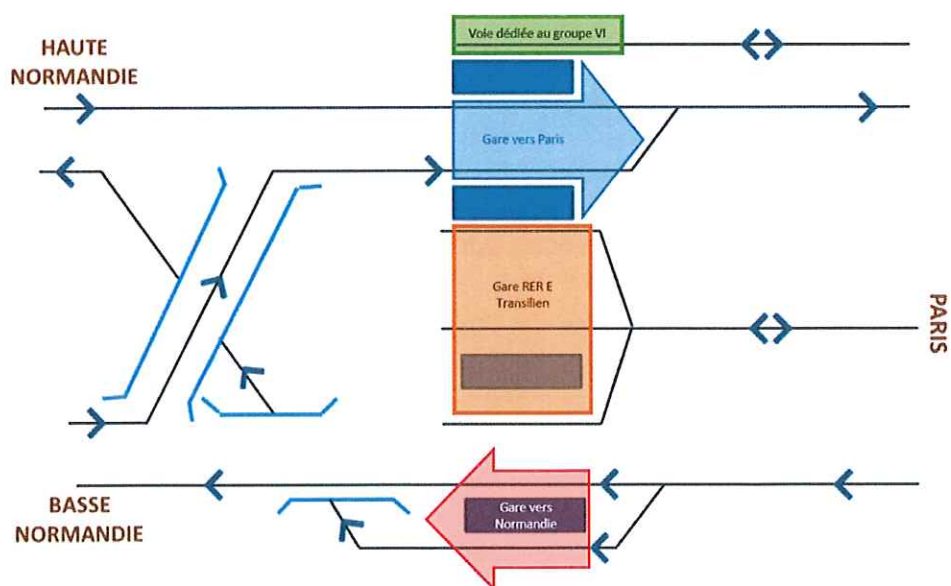 Voie dédiée au groupe VI
HAUTE
NORMANDIE
Gare vers Paris
Gare RER E
Transilien
PARIS
BASSE
NORMANDIE
Gare vers
Normandie